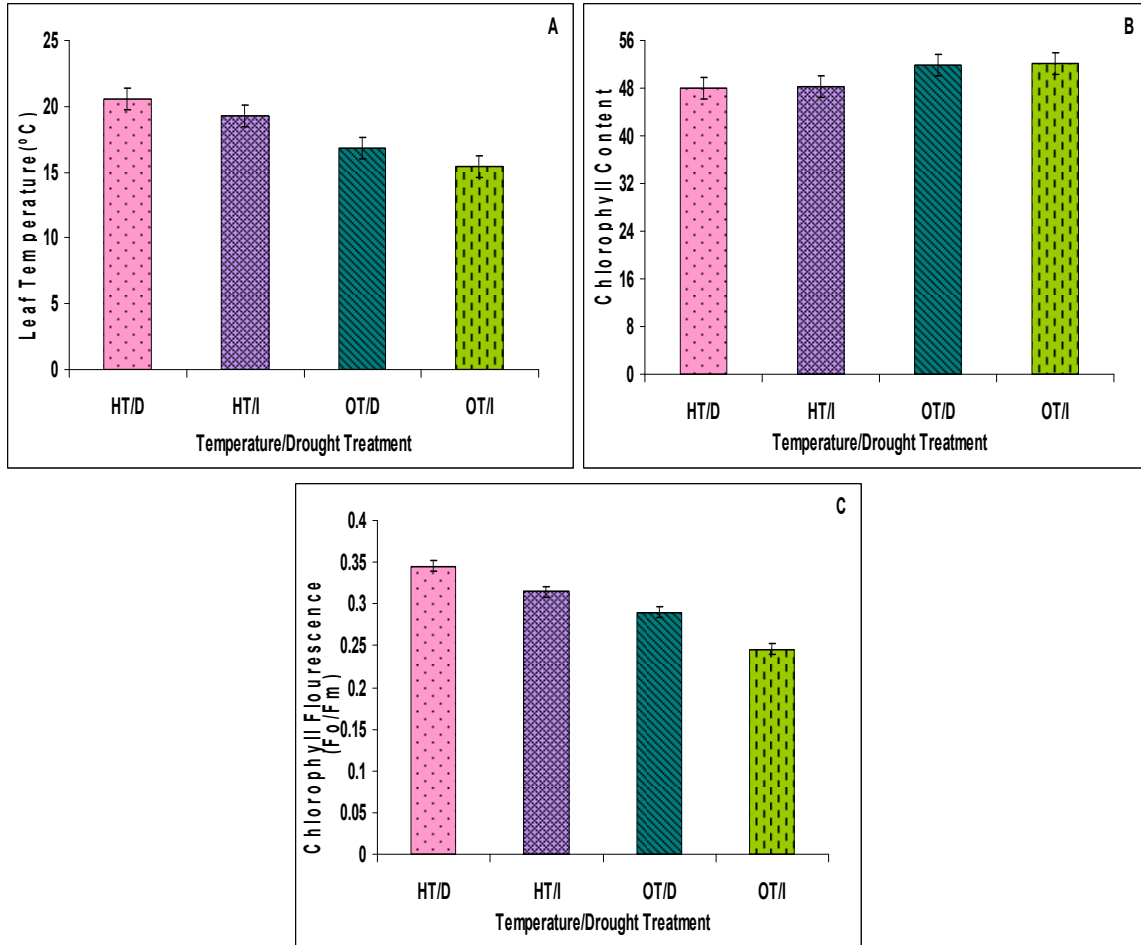 A
Leaf Temperature (ºC)
25
20
15
10
5
0
HT/D HT/I OT/D OT/I
Temperature/Drought Treatment
B
Chlorophyll Content
56
48
40
32
24
16
8
0
HT/D HT/I OT/D OT/I
Temperature/Drought Treatment
C
Chlorophyll Flourescence
(Fo/Fm)
0.4
0.35
0.3
0.25
0.2
0.15
0.1
0.05
0
HT/D HT/I OT/D OT/I
Temperature/Drought Treatment